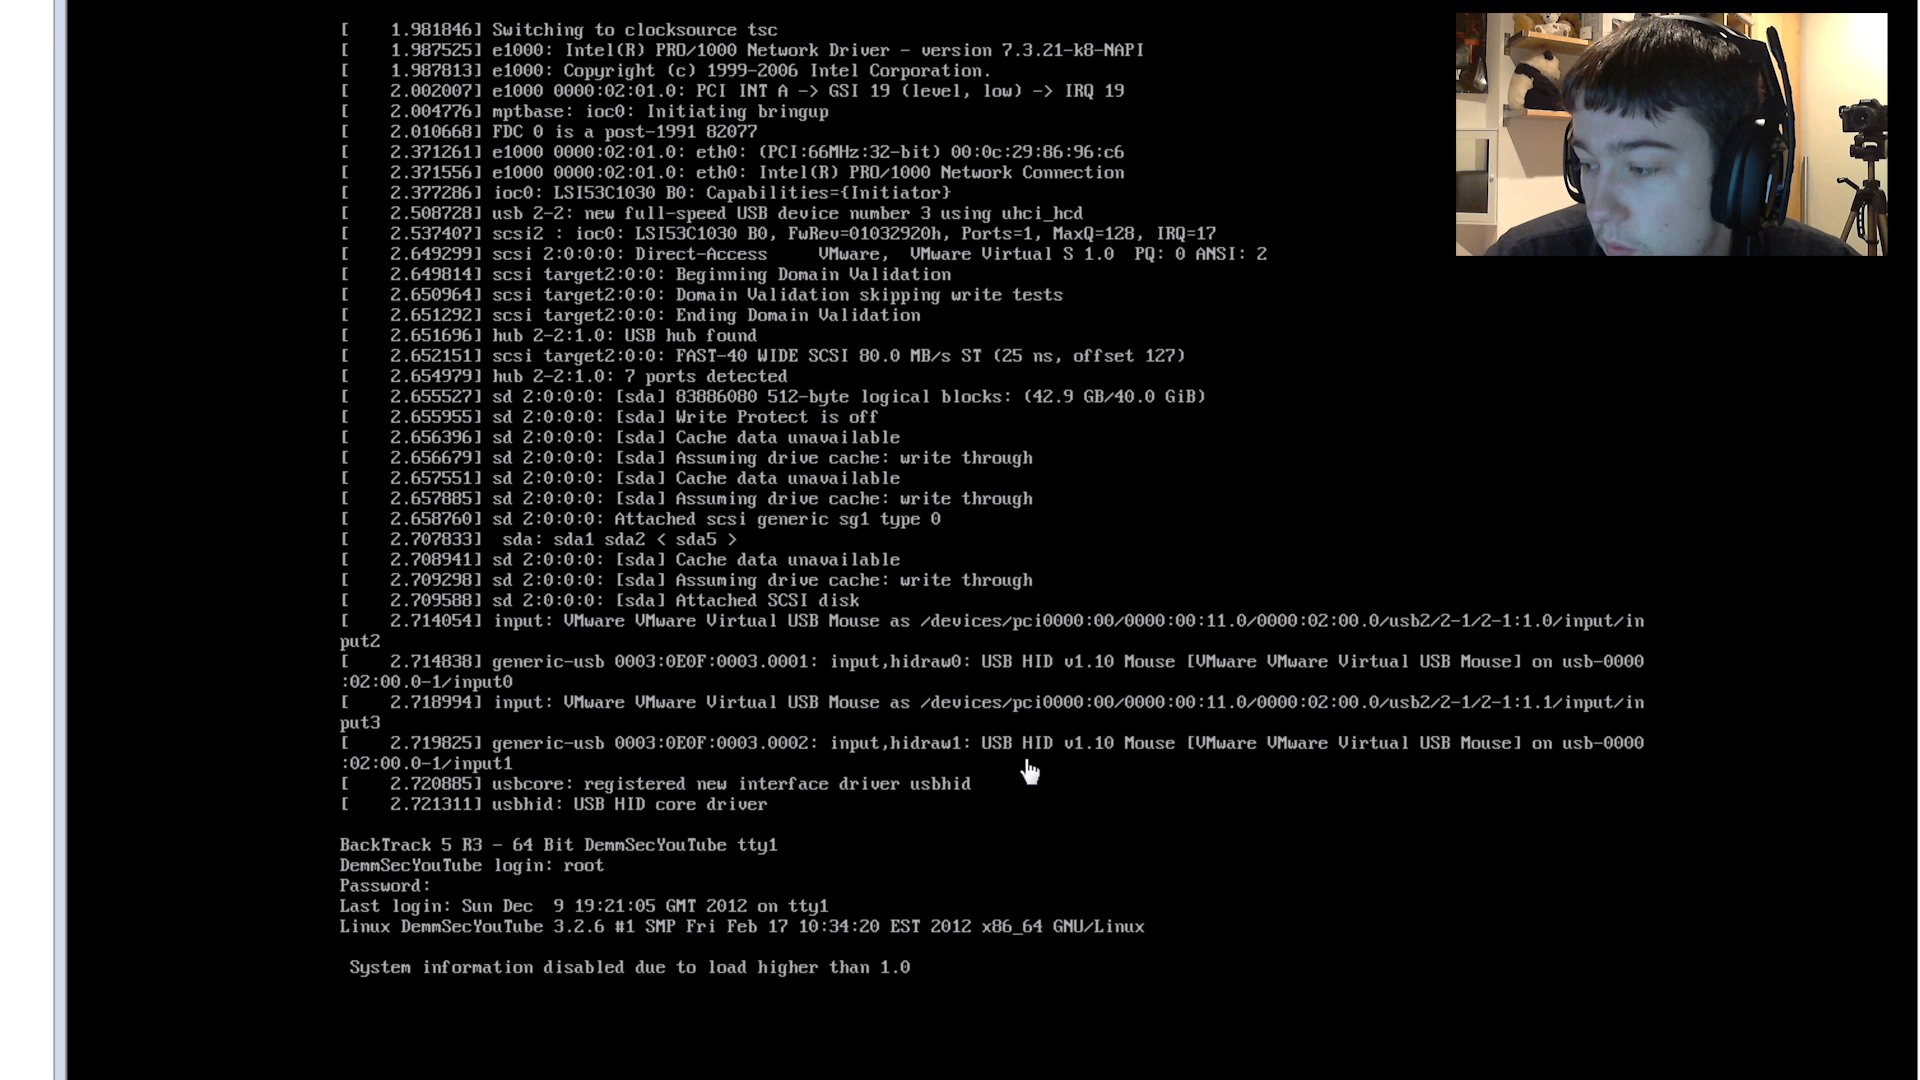 [    1.981846] Switching to clocksource tsc
[    1.987525] e1000: Intel(R) PRO/1000 Network Driver - version 7.3.21-k8-NAPI
[    1.987813] e1000: Copyright (c) 1999-2006 Intel Corporation.
[    2.002007] e1000 0000:02:01.0: PCI INT A -> GSI 19 (level, low) -> IRQ 19
[    2.004776] mptbase: ioc0: Initiating bringup
[    2.010668] FDC 0 is a post-1991 82077
[    2.371261] e1000 0000:02:01.0: eth0: (PCI:66MHz:32-bit) 00:0c:29:86:96:c6
[    2.371556] e1000 0000:02:01.0: eth0: Intel(R) PRO/1000 Network Connection
[    2.377286] ioc0: LSI53C1030 B0: Capabilities={Initiator}
[    2.508728] usb 2-2: new full-speed USB device number 3 using uhci_hcd
[    2.537407] scsi2 : ioc0: LSI53C1030 B0, FwRev=01032920h, Ports=1, MaxQ=128, IRQ=17
[    2.649299] scsi 2:0:0:0: Direct-Access     VMware,  VMware Virtual S 1.0  PQ: 0 ANSI: 2
[    2.649814] scsi target2:0:0: Beginning Domain Validation
[    2.650964] scsi target2:0:0: Domain Validation skipping write tests
[    2.651292] scsi target2:0:0: Ending Domain Validation
[    2.651696] hub 2-2:1.0: USB hub found
[    2.652151] scsi target2:0:0: FAST-40 WIDE SCSI 80.0 MB/s ST (25 ns, offset 127)
[    2.654979] hub 2-2:1.0: 7 ports detected
[    2.655527] sd 2:0:0:0: [sda] 83886080 512-byte logical blocks: (42.9 GB/40.0 GiB)
[    2.655955] sd 2:0:0:0: [sda] Write Protect is off
[    2.656396] sd 2:0:0:0: [sda] Cache data unavailable
[    2.656679] sd 2:0:0:0: [sda] Assuming drive cache: write through
[    2.657551] sd 2:0:0:0: [sda] Cache data unavailable
[    2.657885] sd 2:0:0:0: [sda] Assuming drive cache: write through
[    2.658760] sd 2:0:0:0: Attached scsi generic sg1 type 0
[    2.707833]  sda: sda1 sda2 < sda5 >
[    2.708941] sd 2:0:0:0: [sda] Cache data unavailable
[    2.709298] sd 2:0:0:0: [sda] Assuming drive cache: write through
[    2.709588] sd 2:0:0:0: [sda] Attached SCSI disk
[    2.714054] input: VMware VMware Virtual USB Mouse as /devices/pci0000:00/0000:00:11.0/0000:02:00.0/usb2/2-1/2-1:1.0/input/in
put2
[    2.714838] generic-usb 0003:0E0F:0003.0001: input,hidraw0: USB HID v1.10 Mouse [VMware VMware Virtual USB Mouse] on usb-0000
:02:00.0-1/input0
[    2.718994] input: VMware VMware Virtual USB Mouse as /devices/pci0000:00/0000:00:11.0/0000:02:00.0/usb2/2-1/2-1:1.1/input/in
put3
[    2.719825] generic-usb 0003:0E0F:0003.0002: input,hidraw1: USB HID v1.10 Mouse [VMware VMware Virtual USB Mouse] on usb-0000
:02:00.0-1/input1
[    2.720885] usbcore: registered new interface driver usbhid
[    2.721311] usbhid: USB HID core driver
BackTrack 5 R3 - 64 Bit DemmSecYouTube tty1
DemmSecYouTube login: root
Password:
Last login: Sun Dec  9 19:21:05 GMT 2012 on tty1
Linux DemmSecYouTube 3.2.6 #1 SMP Fri Feb 17 10:34:20 EST 2012 x86_64 GNU/Linux
System information disabled due to load higher than 1.0